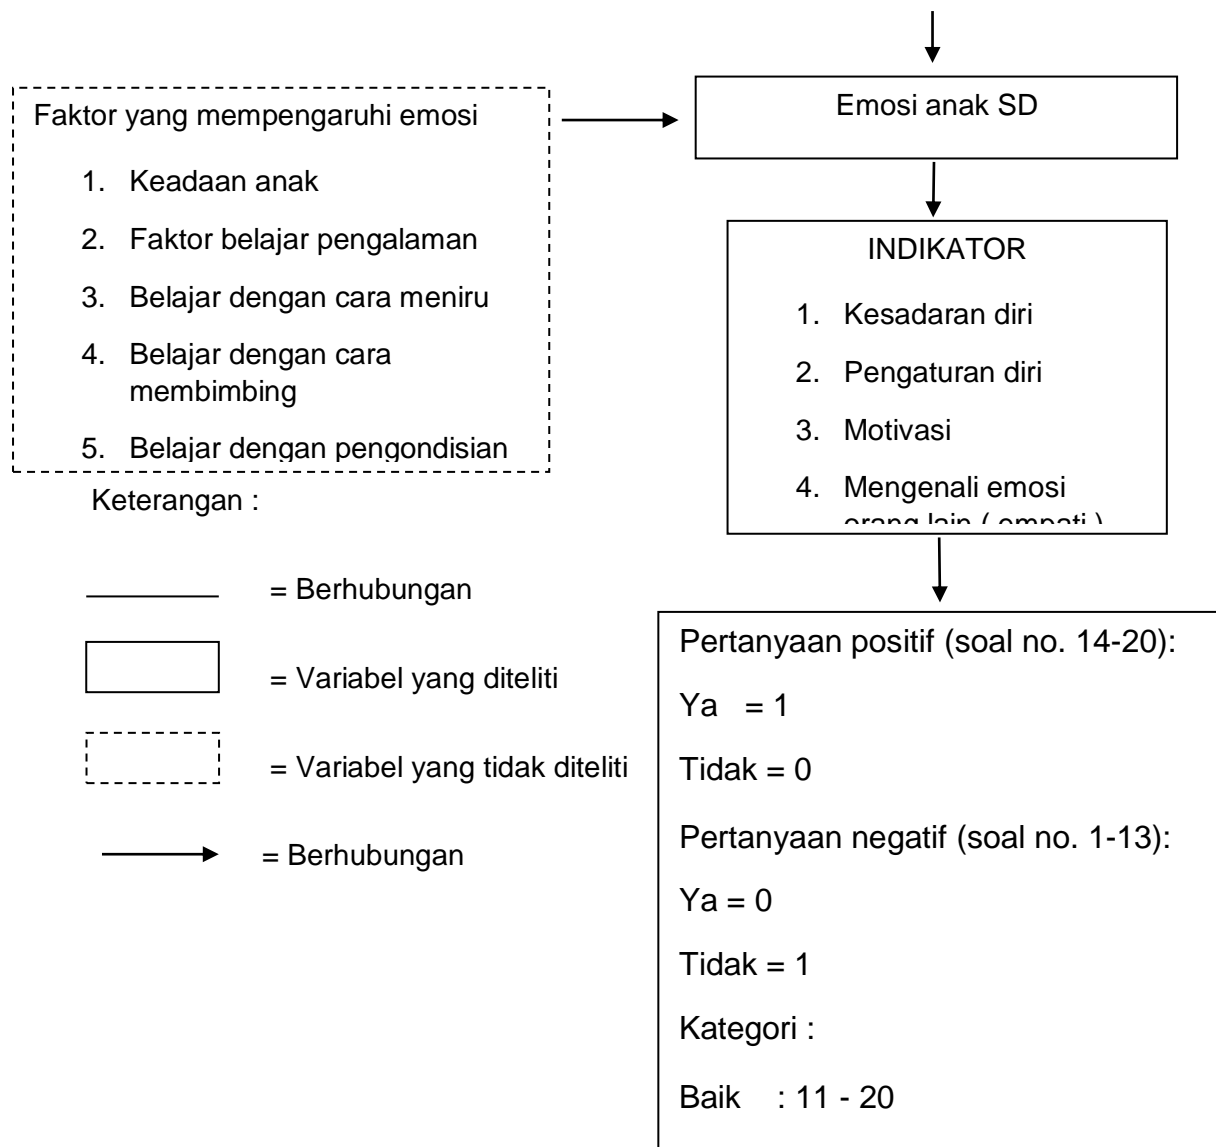 Faktor yang mempengaruhi emosi
1. Keadaan anak
2. Faktor belajar pengalaman
3. Belajar dengan cara meniru
4. Belajar dengan cara
membimbing
5. Belajar dengan pengondisian
Emosi anak SD
INDIKATOR
1. Kesadaran diri
2. Pengaturan diri
3. Motivasi
4. Mengenali emosi
orang lain ( empati )
Keterangan :
= Berhubungan
= Variabel yang diteliti
= Variabel yang tidak diteliti
= Berhubungan
Pertanyaan positif (soal no. 14-20):
Ya = 1
Tidak = 0
Pertanyaan negatif (soal no. 1-13):
Ya = 0
Tidak = 1
Kategori :
Baik : 11 - 20